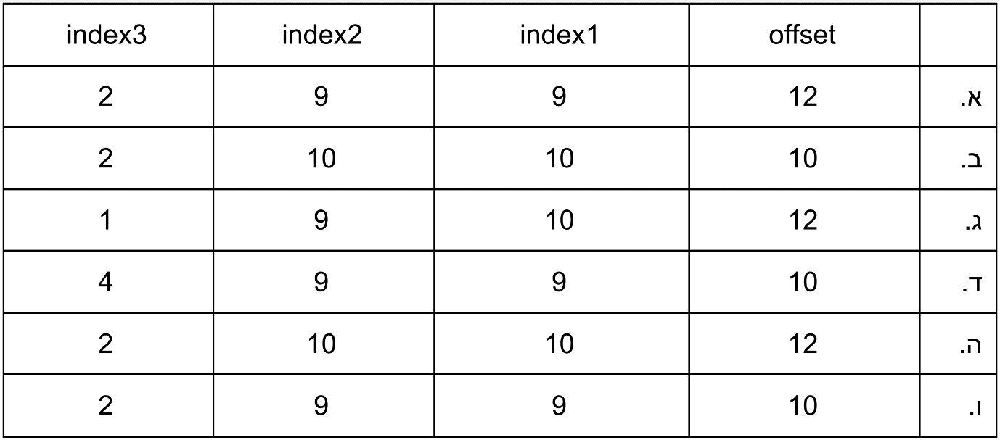 index3 index2 index1 offset
2 9 9 12 א.
2 10 10 10 ב.
1 9 10 12 ג.
4 9 9 10 ד.
2 10 10 12 ה.
2 9 9 10 ו.